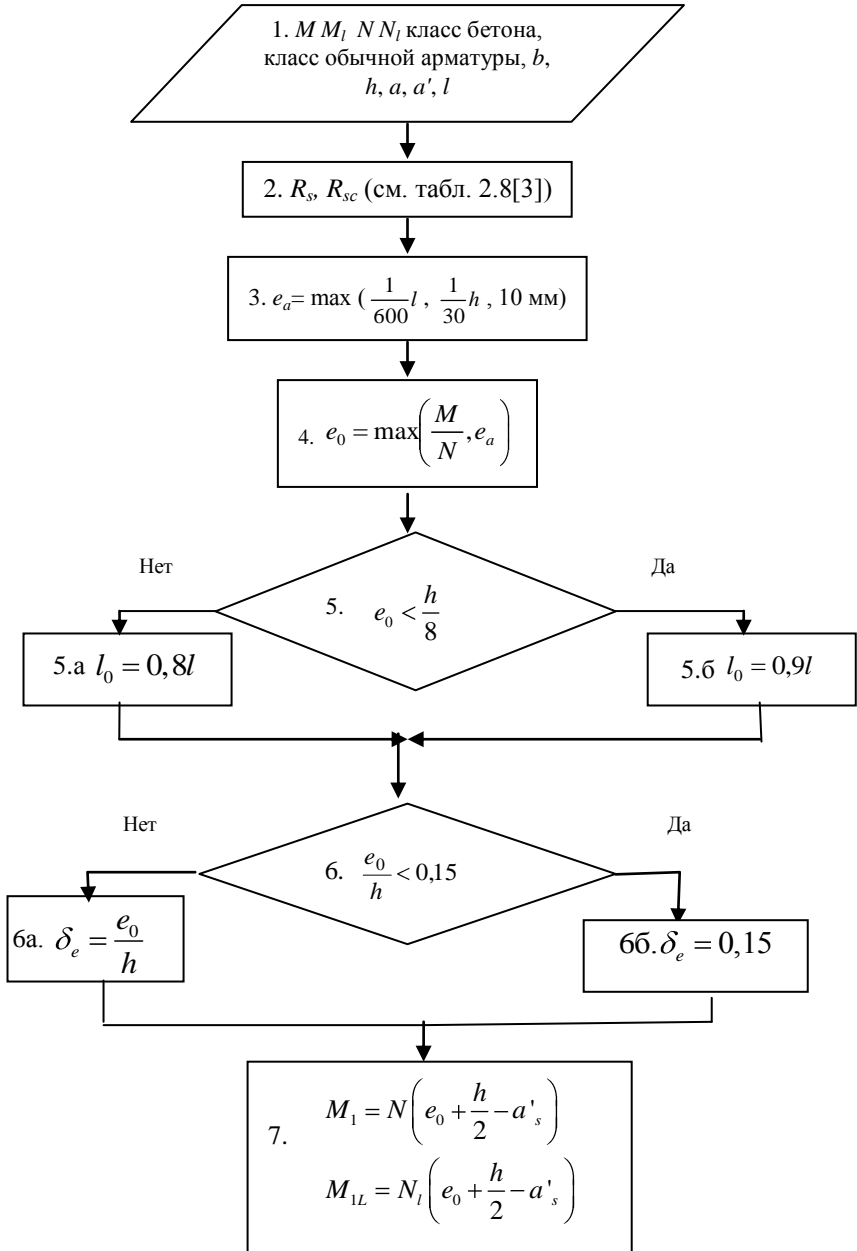 1. M M_l N N_l класс бетона,
класс обычной арматуры, b,
h, a, a', l
2. R_s, R_sc (см. табл. 2.8[3])
3. e_a= max ( 1/600 l , 1/30 h , 10 мм)
4. e_0 = max( M/N , e_a )
Нет
Да
5. e_0 < h/8
5.а l_0 = 0,8l
5.б l_0 = 0,9l
Нет
Да
6. e_0/h < 0,15
6а. δ_e = e_0/h
6б. δ_e = 0,15
7.
M_1 = N( e_0 + h/2 − a'_s )
M_1L = N_l( e_0 + h/2 − a'_s )